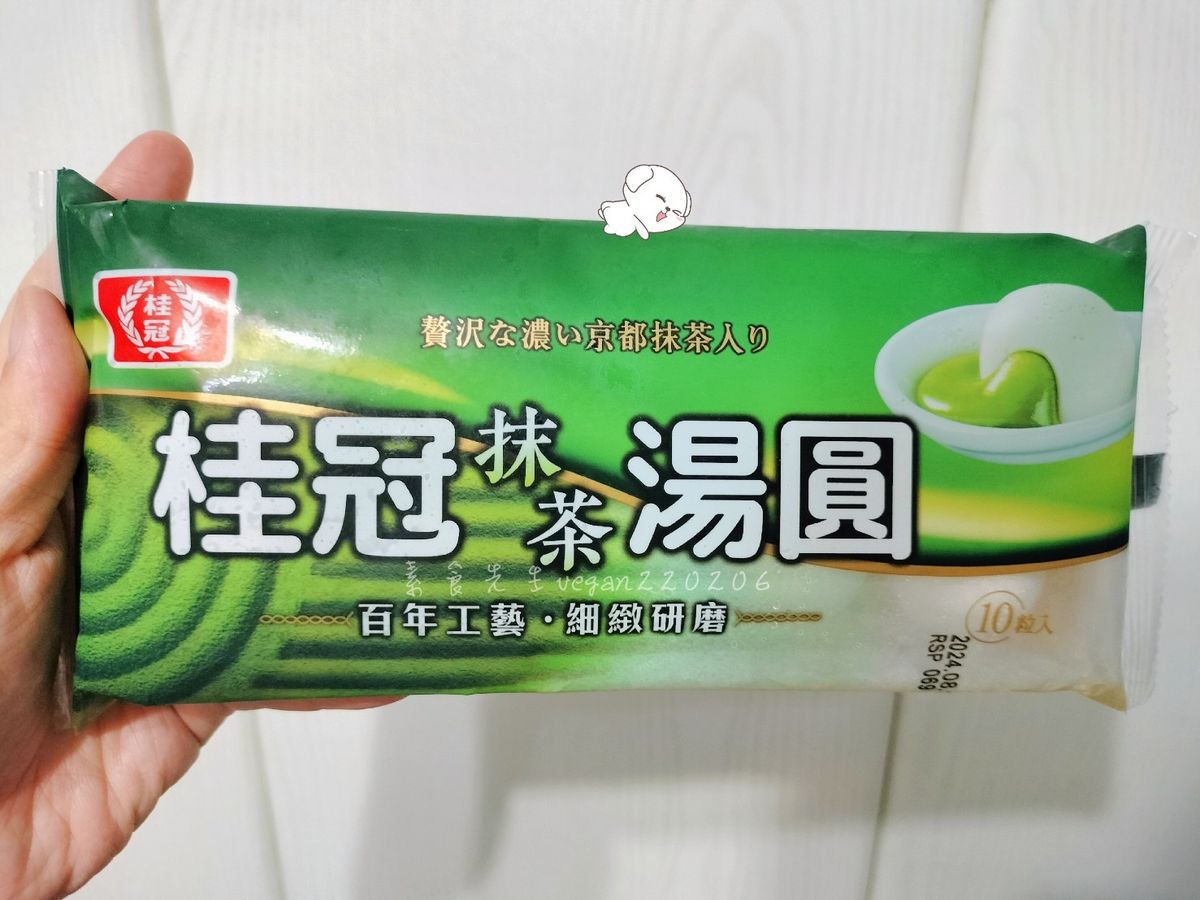 桂冠
贅沢な濃い京都抹茶入り
桂冠抹茶湯圓
素食先生vegan220206
百年工藝·細緻研磨
10粒入
2024.08
RSP 069